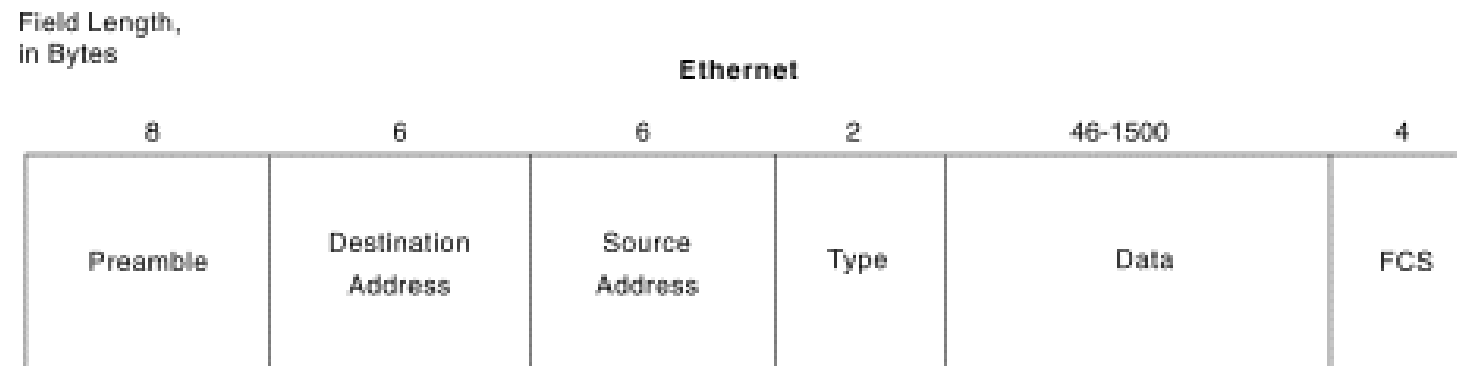 Field Length,
in Bytes
Ethernet
8 6 6 2 46-1500 4
Preamble
Destination
Address
Source
Address
Type
Data
FCS